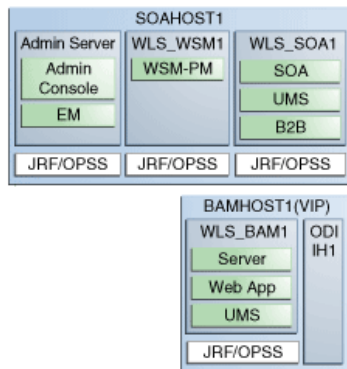 SOAHOST1
Admin Server
Admin
Console
EM
JRF/OPSS
WLS_WSM1
WSM-PM
JRF/OPSS
WLS_SOA1
SOA
UMS
B2B
JRF/OPSS
BAMHOST1(VIP)
WLS_BAM1
Server
Web App
UMS
JRF/OPSS
ODI
IH1